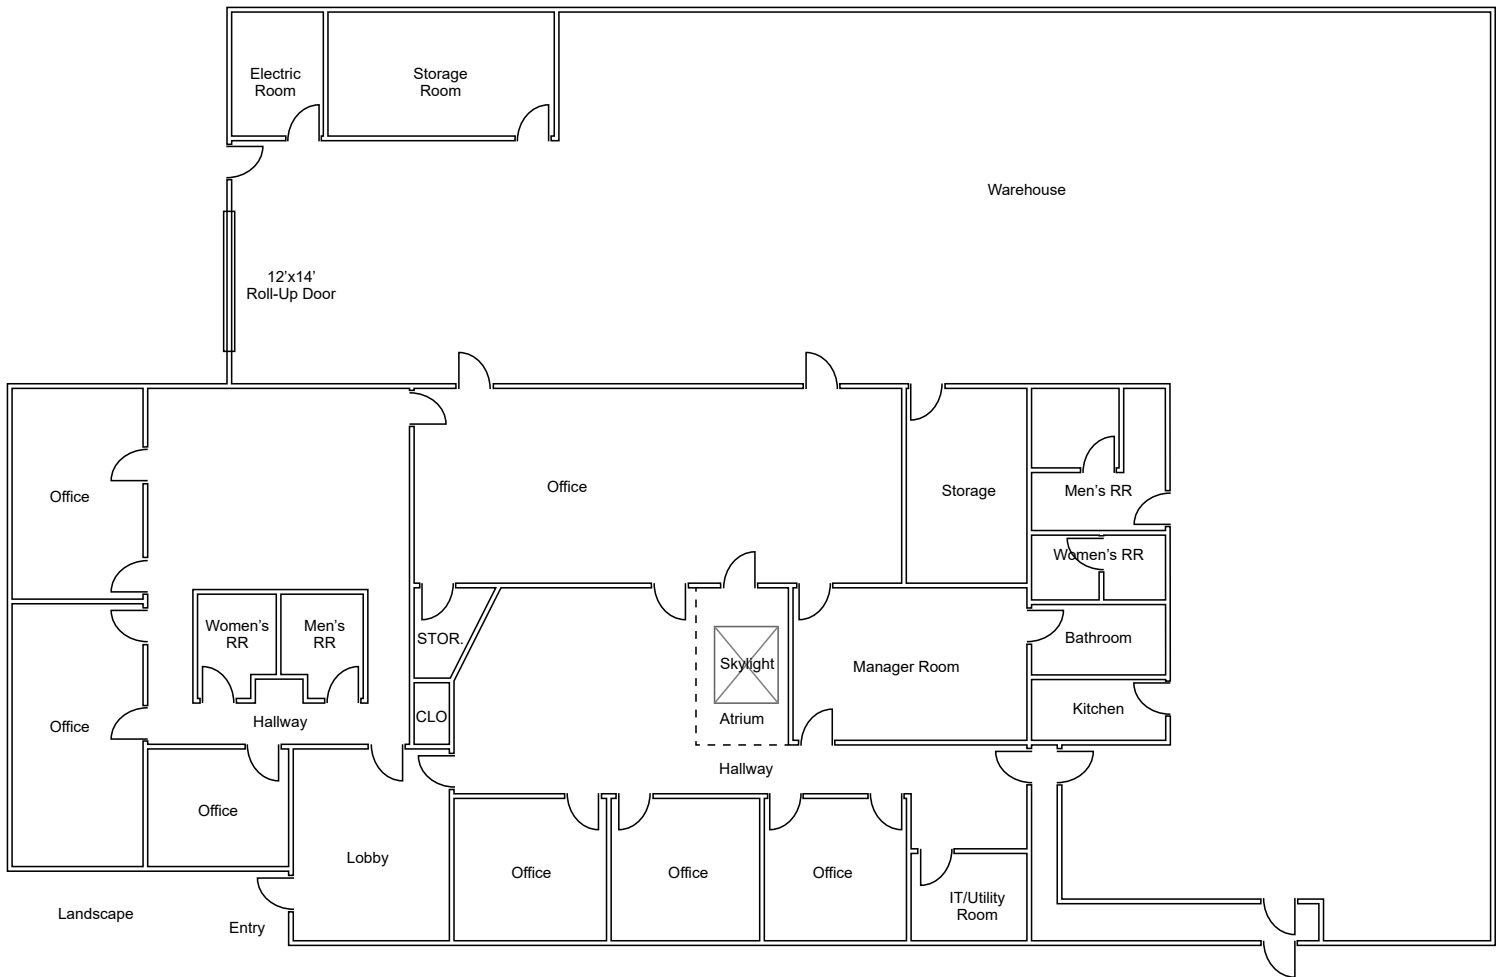 Electric
Room
Storage
Room
Warehouse
12’x14’
Roll-Up Door
Office
Office
Storage
Men’s RR
Women’s RR
Women’s
RR
Men’s
RR
STOR.
Bathroom
Skylight
Manager Room
CLO
Kitchen
Atrium
Hallway
Office
Hallway
Office
Lobby
Office
Office
Office
IT/Utility
Room
Landscape
Entry